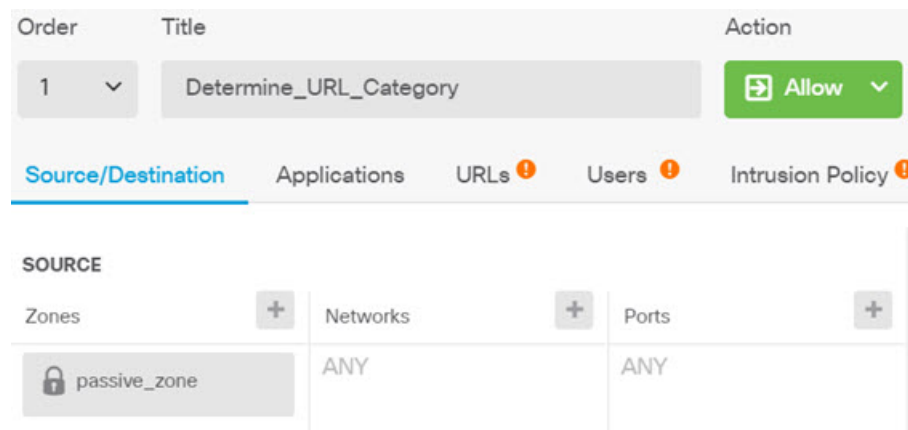 Order Title Action
1 Determine_URL_Category Allow
Source/Destination Applications URLs Users Intrusion Policy
SOURCE
Zones Networks Ports
passive_zone ANY ANY